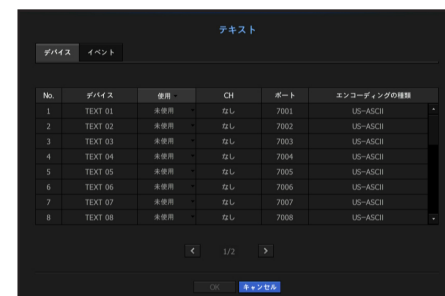 テキスト
デバイス イベント
No. デバイス 使用 CH ポート エンコーディングの種類
1 TEXT 01 未使用 なし 7001 US-ASCII
2 TEXT 02 未使用 なし 7002 US-ASCII
3 TEXT 03 未使用 なし 7003 US-ASCII
4 TEXT 04 未使用 なし 7004 US-ASCII
5 TEXT 05 未使用 なし 7005 US-ASCII
6 TEXT 06 未使用 なし 7006 US-ASCII
7 TEXT 07 未使用 なし 7007 US-ASCII
8 TEXT 08 未使用 なし 7008 US-ASCII
< 1/2 >
OK キャンセル